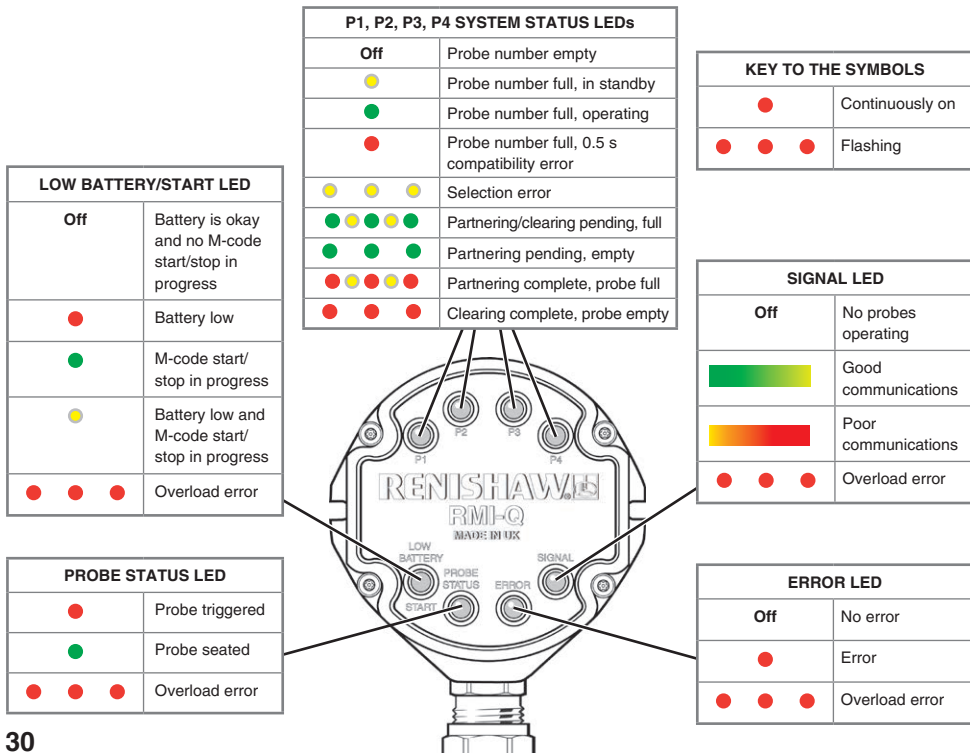 P1, P2, P3, P4 SYSTEM STATUS LEDs
Off Probe number empty
Probe number full, in standby
Probe number full, operating
Probe number full, 0.5 s
compatibility error
Selection error
Partnering/clearing pending, full
Partnering pending, empty
Partnering complete, probe full
Clearing complete, probe empty
KEY TO THE SYMBOLS
Continuously on
Flashing
LOW BATTERY/START LED
Off Battery is okay
and no M-code
start/stop in
progress
Battery low
M-code start/
stop in progress
Battery low and
M-code start/
stop in progress
Overload error
SIGNAL LED
Off No probes
operating
Good
communications
Poor
communications
Overload error
P1
P2
P3
P4
RENISHAW
RMI-Q
MADE IN UK
LOW
BATTERY
START
PROBE
STATUS
ERROR
SIGNAL
PROBE STATUS LED
Probe triggered
Probe seated
Overload error
ERROR LED
Off No error
Error
Overload error
30